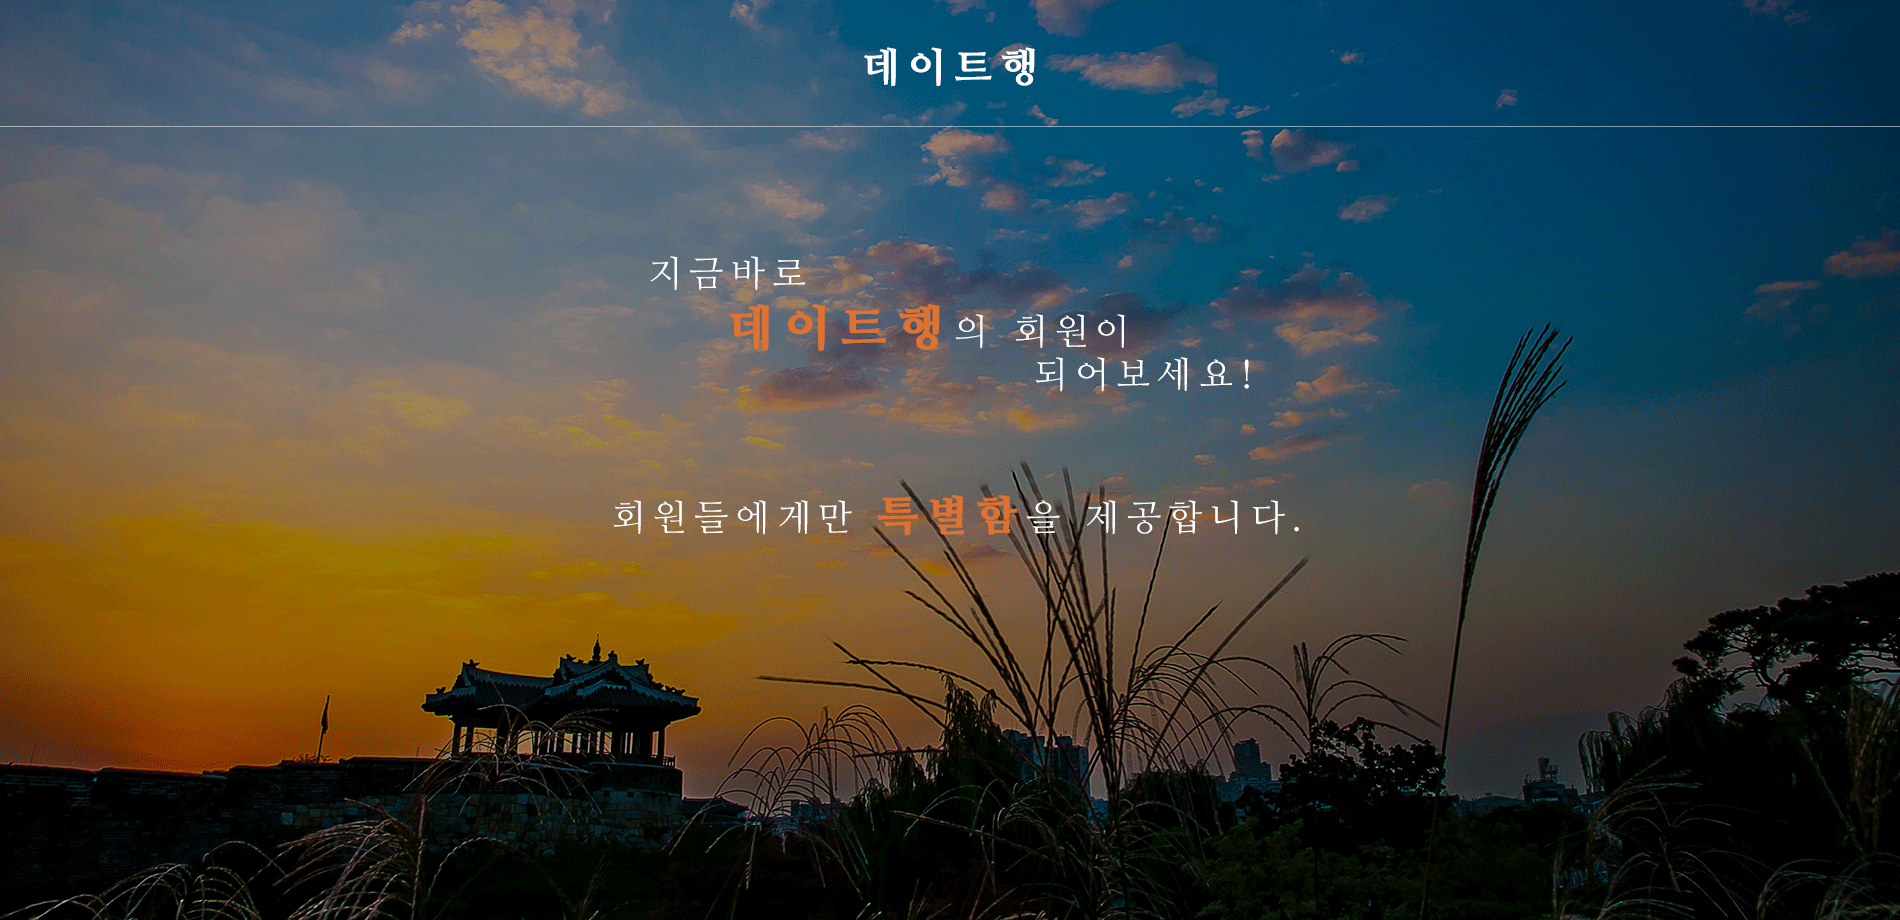 데이트행
지금바로
데이트행의 회원이
되어보세요!
회원들에게만 특별함을 제공합니다.